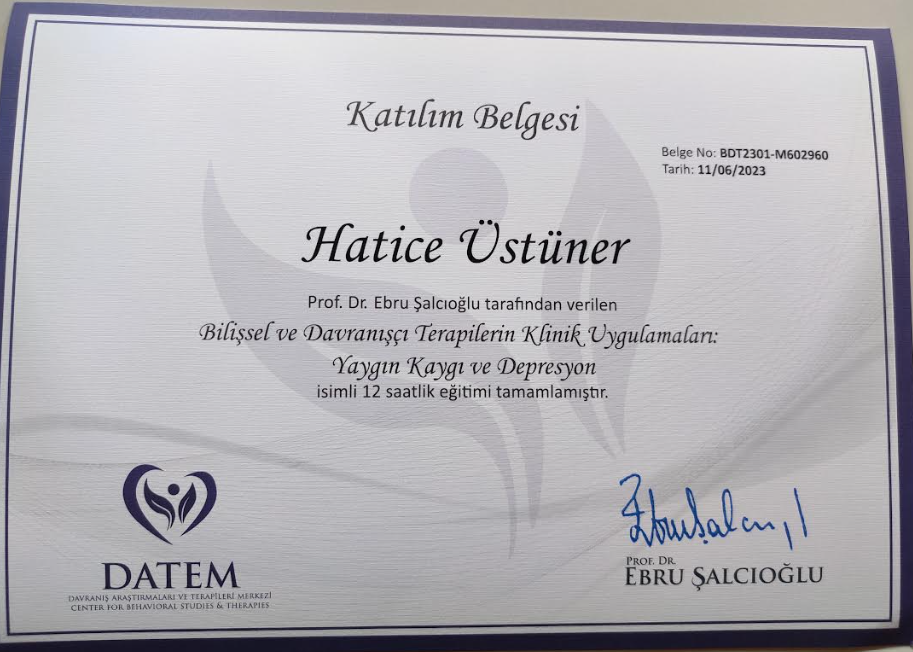 Katılım Belgesi
Belge No: BDT2301-M602960
Tarih: 11/06/2023
Hatice Üstüner
Prof. Dr. Ebru Şalcıoğlu tarafından verilen
Bilişsel ve Davranışçı Terapilerin Klinik Uygulamaları:
Yaygın Kaygı ve Depresyon
isimli 12 saatlik eğitimi tamamlamıştır.
DATEM
DAVRANIŞ ARAŞTIRMALARI VE TERAPİLERİ MERKEZİ
CENTER FOR BEHAVIORAL STUDIES & THERAPIES
EbruŞalcıoğlu
PROF. DR.
EBRU ŞALCIOĞLU